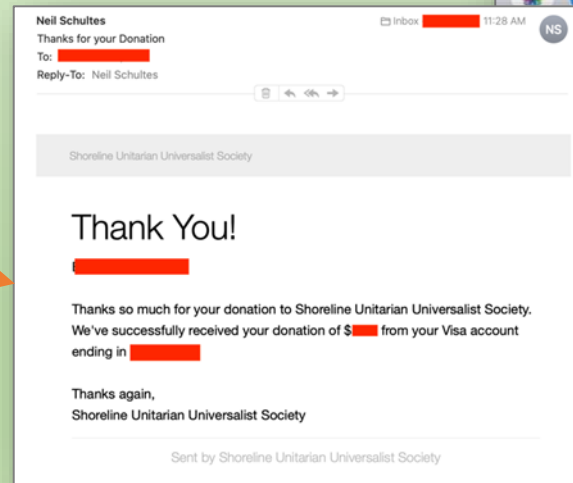 Neil Schultes
Inbox 11:28 AM
NS
Thanks for your Donation
To:
Reply-To: Neil Schultes
Shoreline Unitarian Universalist Society
Thank You!
Thanks so much for your donation to Shoreline Unitarian Universalist Society.
We've successfully received your donation of $ from your Visa account
ending in
Thanks again,
Shoreline Unitarian Universalist Society
Sent by Shoreline Unitarian Universalist Society